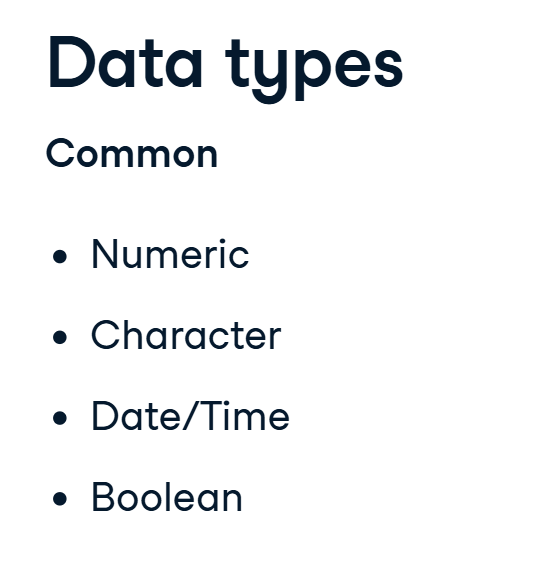 Data types
Common
• Numeric
• Character
• Date/Time
• Boolean